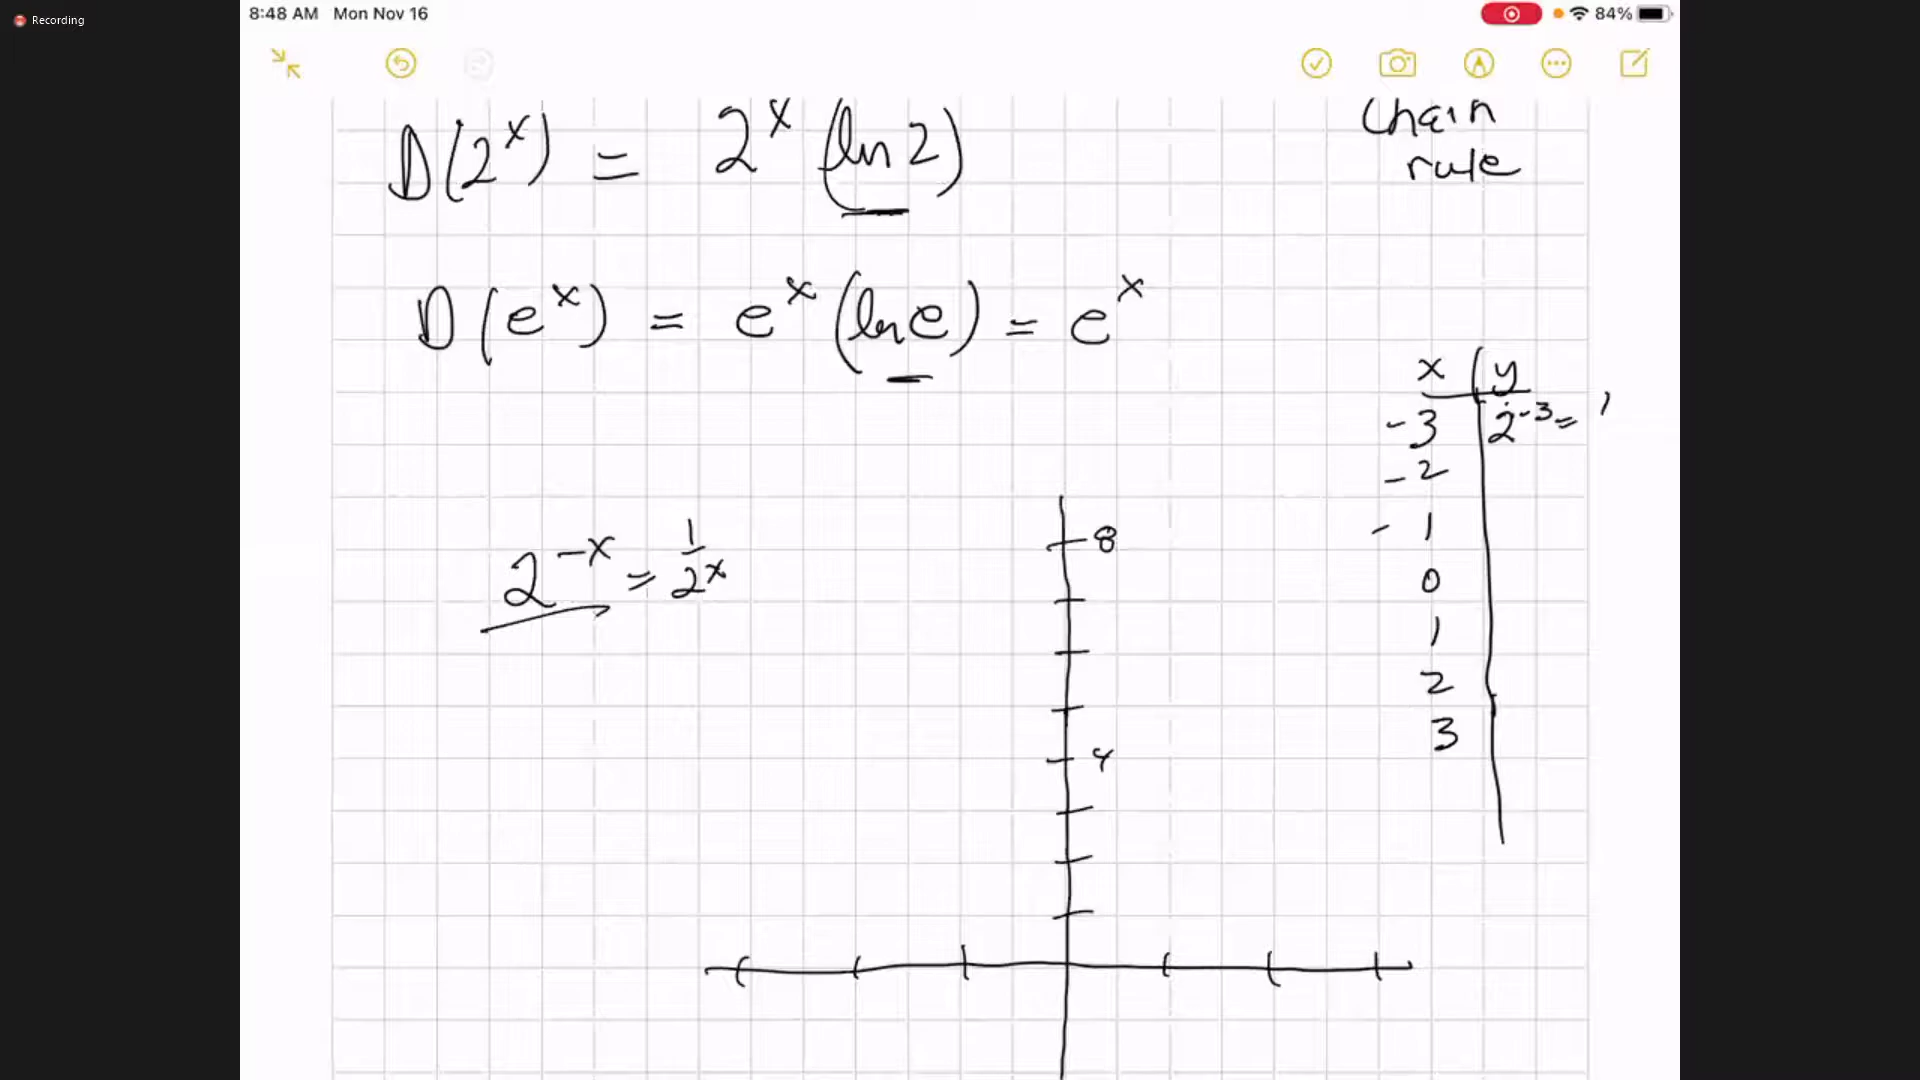 Recording
8:48 AM Mon Nov 16
84%
Chain
rule
D(2^x) = 2^x (ln 2)
D(e^x) = e^x (ln e) = e^x
x y
-3 2^-3 = 1
-2
-1
0
1
2
3
2^-x = 1/2^x
8
4